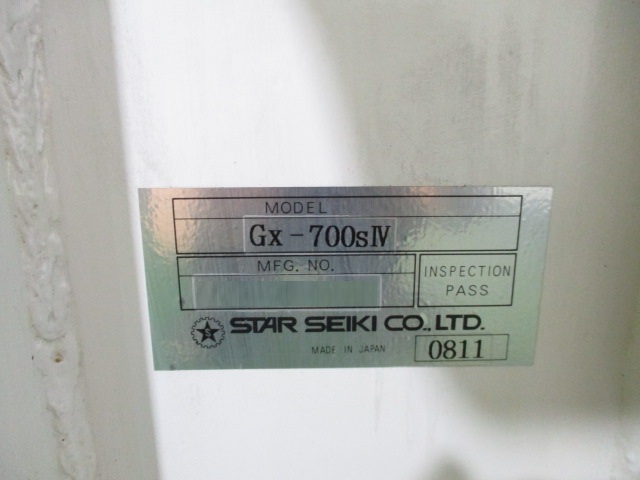 MODEL
Gx-700sⅣ
MFG. NO.
INSPECTION
PASS
S
STAR SEIKI CO., LTD.
MADE IN JAPAN
0811